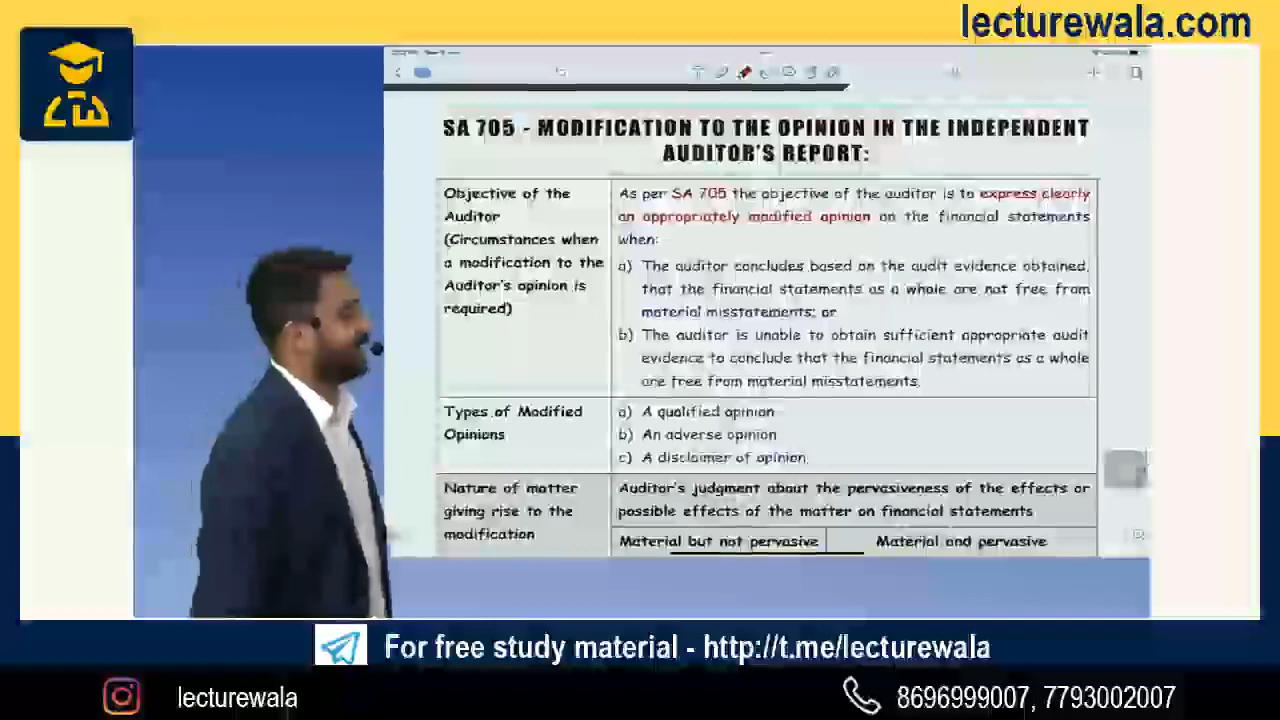 lecturewala.com
SA 705 - MODIFICATION TO THE OPINION IN THE INDEPENDENT
AUDITOR'S REPORT:
Objective of the
Auditor
(Circumstances when
a modification to the
Auditor's opinion is
required)
As per SA 705 the objective of the auditor is to express clearly
an appropriately modified opinion on the financial statements
when:
a) The auditor concludes based on the audit evidence obtained,
that the financial statements as a whole are not free from
material misstatements; or
b) The auditor is unable to obtain sufficient appropriate audit
evidence to conclude that the financial statements as a whole
are free from material misstatements.
Types of Modified
Opinions
a) A qualified opinion
b) An adverse opinion
c) A disclaimer of opinion
Nature of matter
giving rise to the
modification
Auditor's judgment about the pervasiveness of the effects or
possible effects of the matter on financial statements
Material but not pervasive
Material and pervasive
For free study material - http://t.me/lecturewala
lecturewala
8696999007, 7793002007